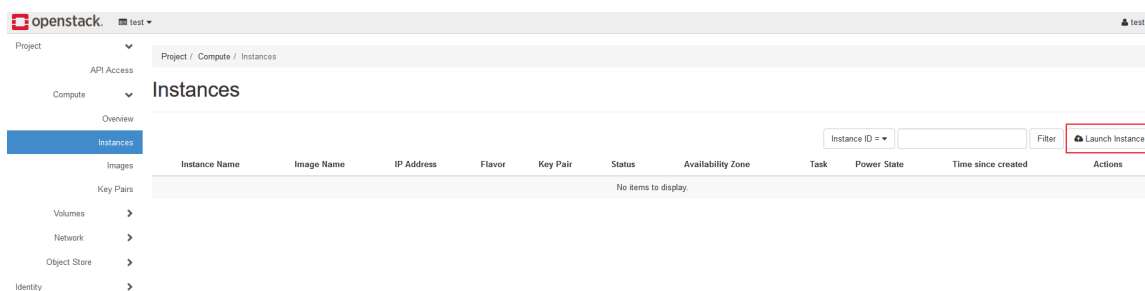 openstack. test test
Project
Project / Compute / Instances
API Access
Compute
Instances
Overview
Instances
Instance ID = Filter Launch Instance
Images
Instance Name Image Name IP Address Flavor Key Pair Status Availability Zone Task Power State Time since created Actions
Key Pairs
No items to display.
Volumes
Network
Object Store
Identity